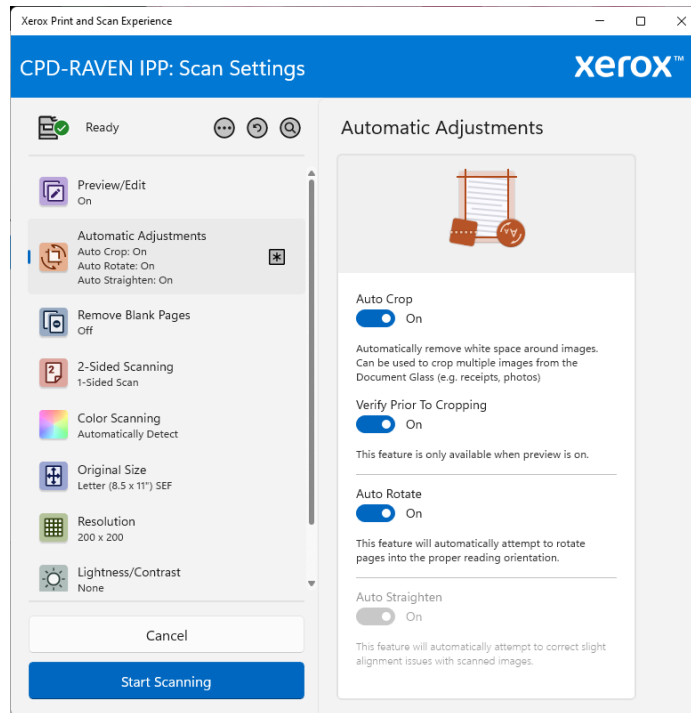 Xerox Print and Scan Experience
CPD-RAVEN IPP: Scan Settings
xerox™
Ready
Preview/Edit
On
Automatic Adjustments
Auto Crop: On
Auto Rotate: On
Auto Straighten: On
Remove Blank Pages
Off
2-Sided Scanning
1-Sided Scan
Color Scanning
Automatically Detect
Original Size
Letter (8.5 x 11") SEF
Resolution
200 x 200
Lightness/Contrast
None
Cancel
Start Scanning
Automatic Adjustments
Auto Crop
On
Automatically remove white space around images.
Can be used to crop multiple images from the
Document Glass (e.g. receipts, photos)
Verify Prior To Cropping
On
This feature is only available when preview is on.
Auto Rotate
On
This feature will automatically attempt to rotate
pages into the proper reading orientation.
Auto Straighten
On
This feature will automatically attempt to correct slight
alignment issues with scanned images.